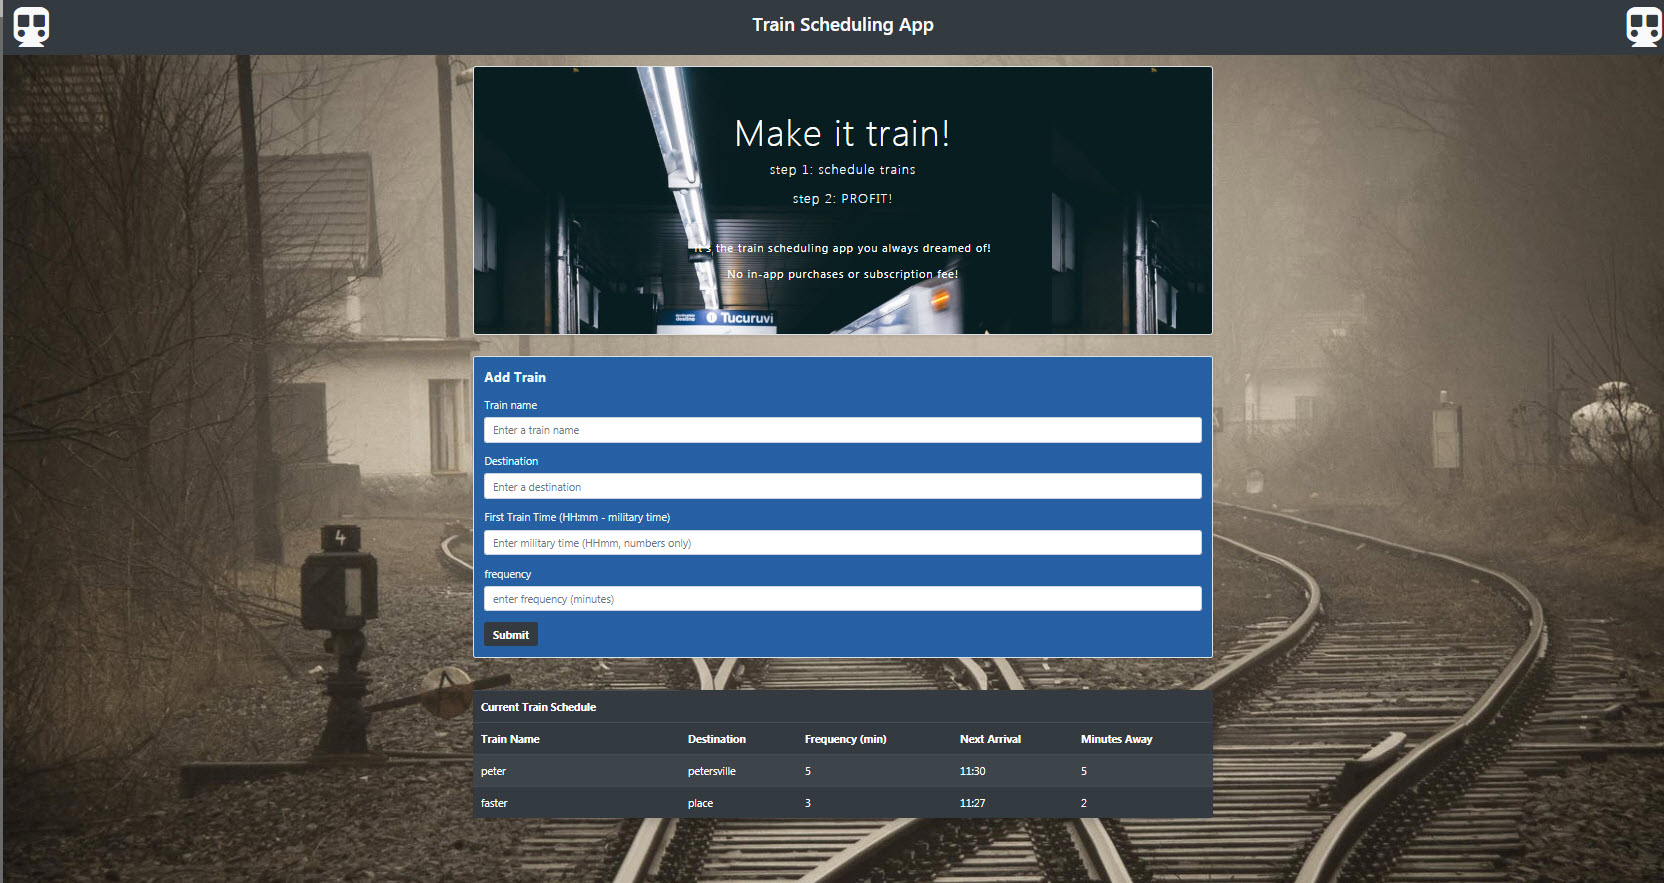 Train Scheduling App
Make it train!
step 1: schedule trains
step 2: PROFIT!
It's the train scheduling app you always dreamed of!
No in-app purchases or subscription fee!
Tucuruvi
Add Train
Train name
Enter a train name
Destination
Enter a destination
First Train Time (HH:mm - military time)
Enter military time (HHmm, numbers only)
4
frequency
enter frequency (minutes)
Submit
Current Train Schedule
Train Name Destination Frequency (min) Next Arrival Minutes Away
peter petersville 5 11:30 5
faster place 3 11:27 2